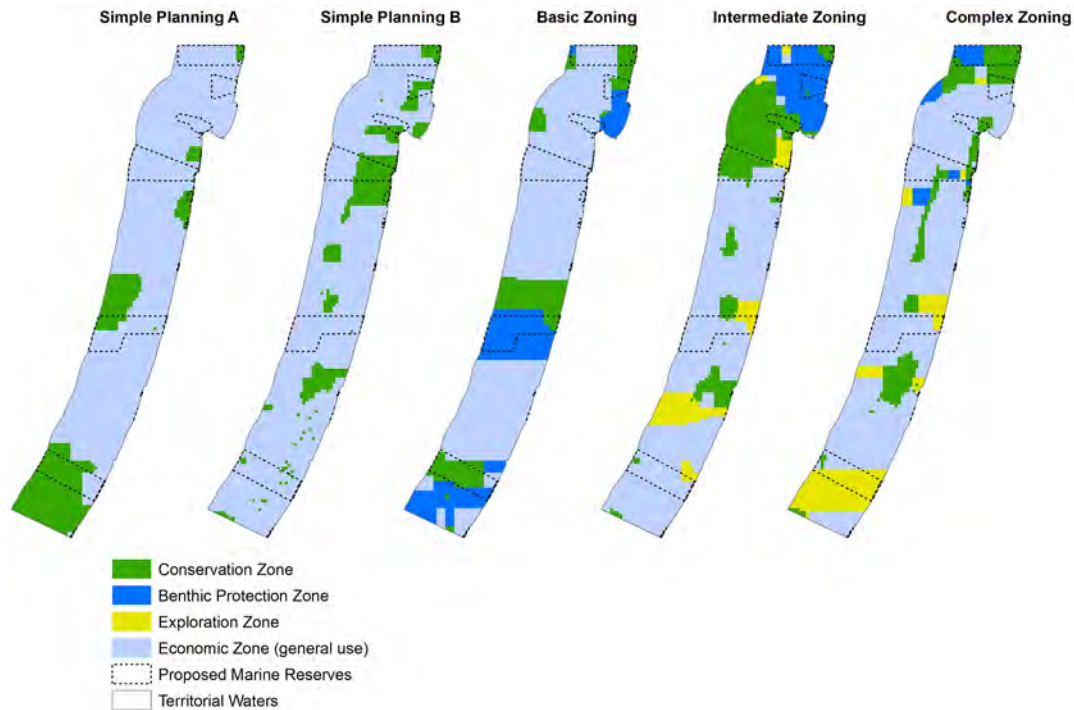 Simple Planning A
Simple Planning B
Basic Zoning
Intermediate Zoning
Complex Zoning
Conservation Zone
Benthic Protection Zone
Exploration Zone
Economic Zone (general use)
Proposed Marine Reserves
Territorial Waters